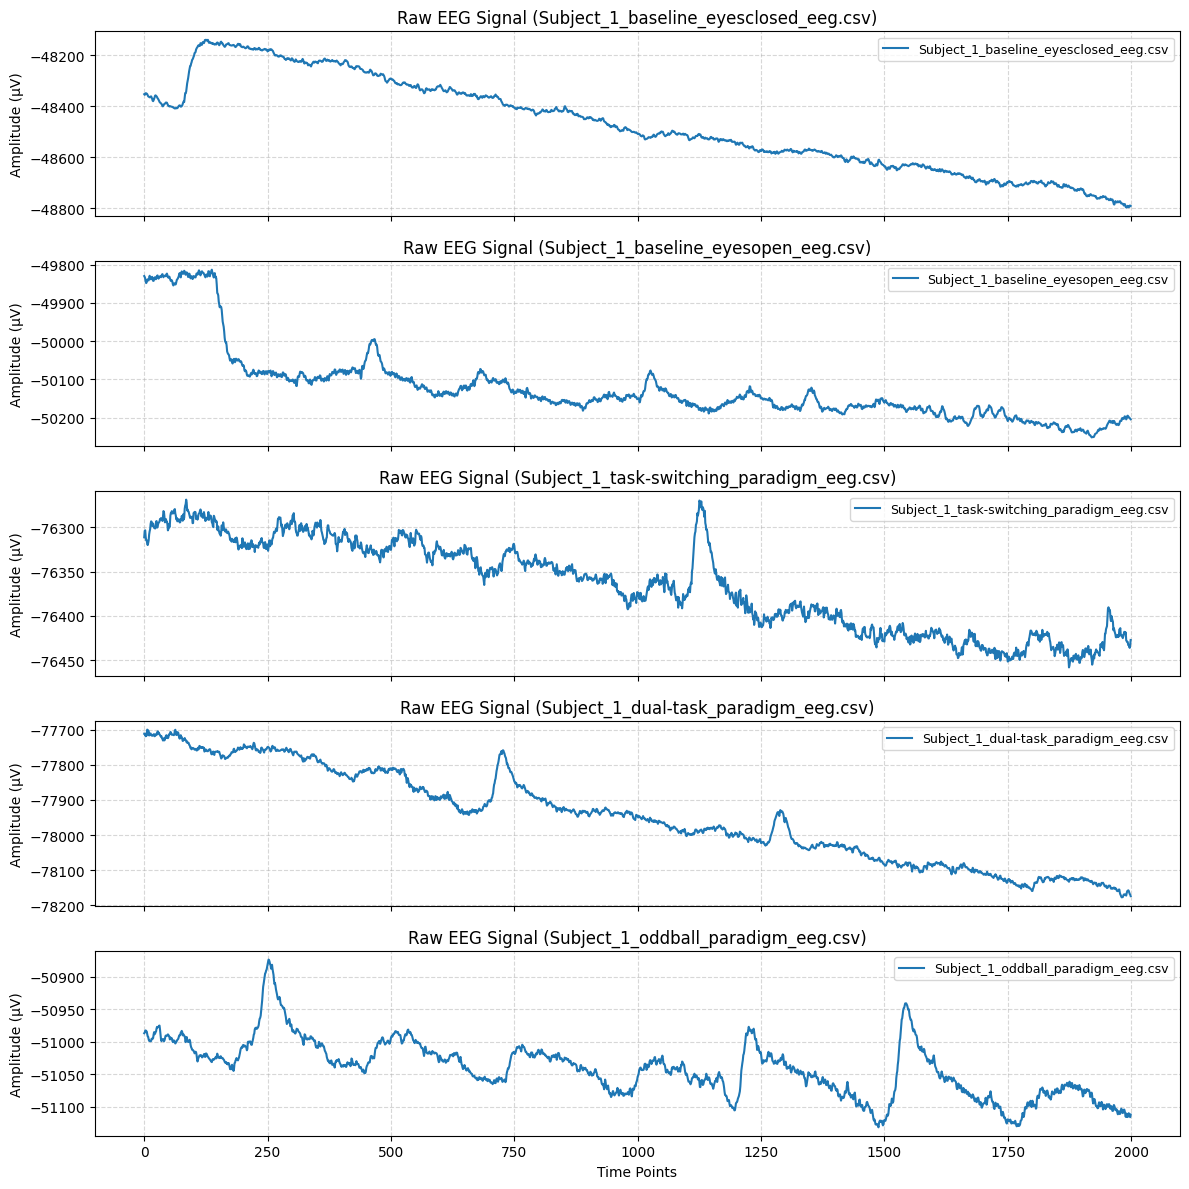 Raw EEG Signal (Subject_1_baseline_eyesclosed_eeg.csv)
Subject_1_baseline_eyesclosed_eeg.csv
Amplitude (µV)
−48200
−48400
−48600
−48800
Raw EEG Signal (Subject_1_baseline_eyesopen_eeg.csv)
Subject_1_baseline_eyesopen_eeg.csv
Amplitude (µV)
−49800
−49900
−50000
−50100
−50200
Raw EEG Signal (Subject_1_task-switching_paradigm_eeg.csv)
Subject_1_task-switching_paradigm_eeg.csv
Amplitude (µV)
−76300
−76350
−76400
−76450
Raw EEG Signal (Subject_1_dual-task_paradigm_eeg.csv)
Subject_1_dual-task_paradigm_eeg.csv
Amplitude (µV)
−77700
−77800
−77900
−78000
−78100
−78200
Raw EEG Signal (Subject_1_oddball_paradigm_eeg.csv)
Subject_1_oddball_paradigm_eeg.csv
Amplitude (µV)
−50900
−50950
−51000
−51050
−51100
0 250 500 750 1000 1250 1500 1750 2000
Time Points